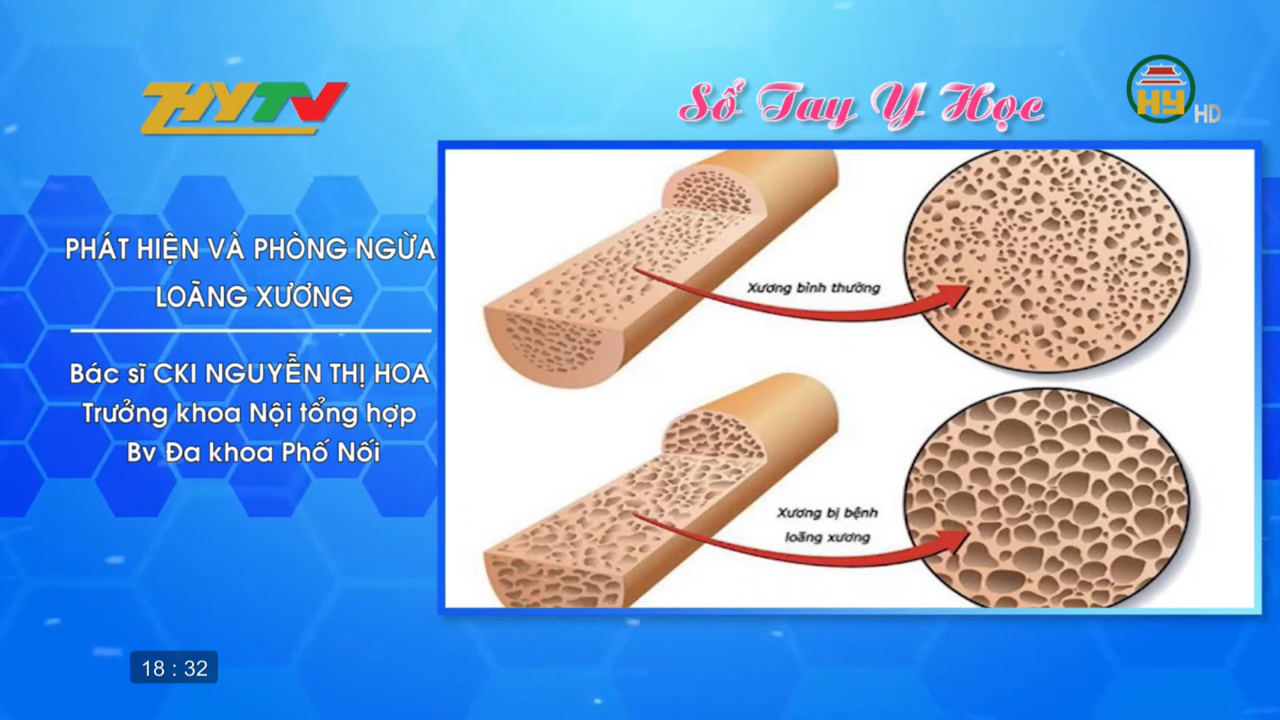 HYTV
Sổ Tay Y Học
HY
HD
PHÁT HIỆN VÀ PHÒNG NGỪA
LOÃNG XƯƠNG
Bác sĩ CKI NGUYỄN THỊ HOA
Trưởng khoa Nội tổng hợp
Bv Đa khoa Phố Nối
Xương bình thường
Xương bị bệnh
loãng xương
18 : 32